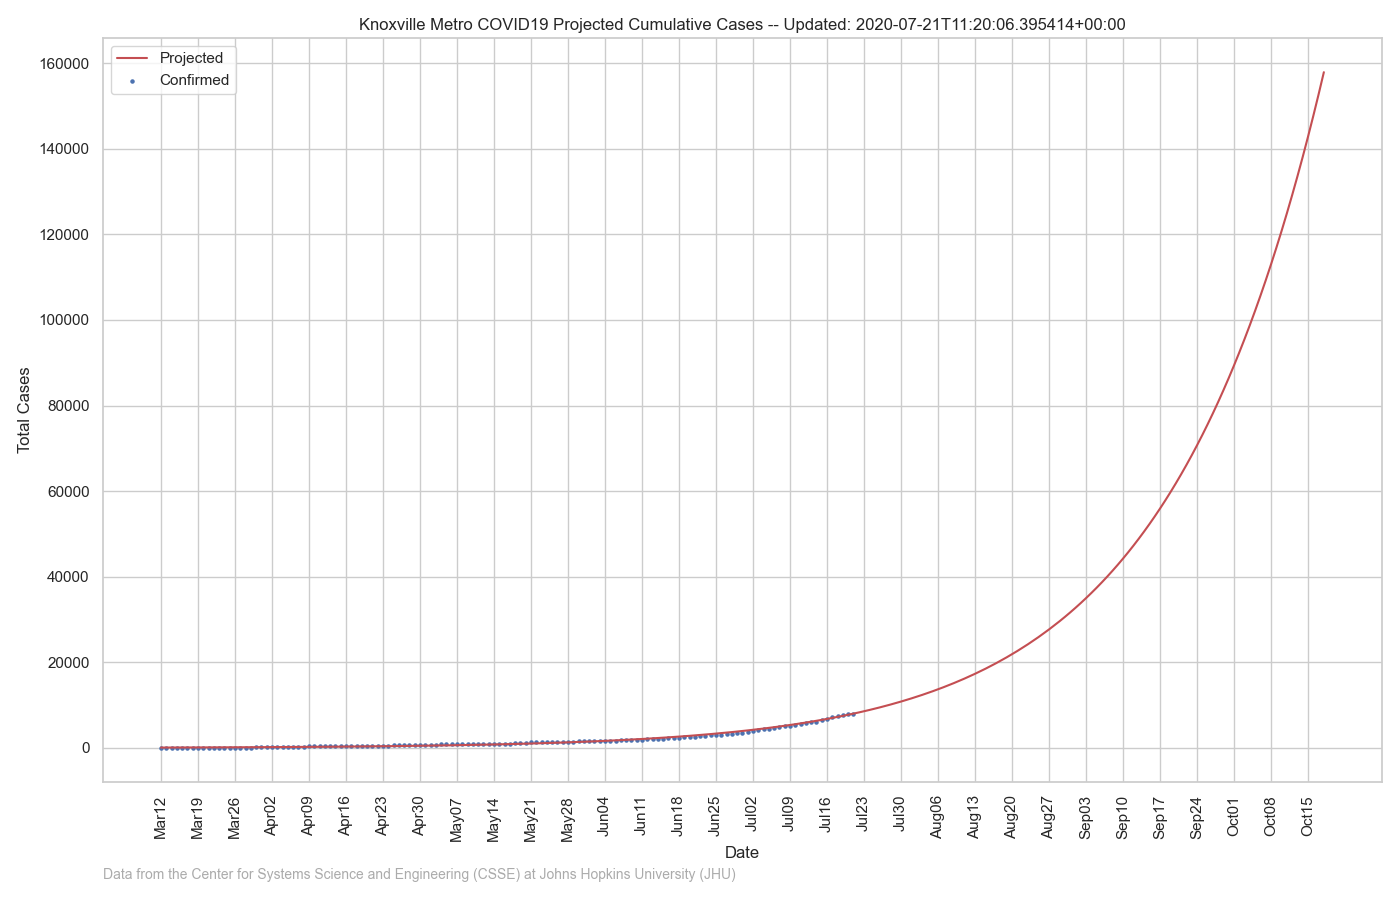 Knoxville Metro COVID19 Projected Cumulative Cases -- Updated: 2020-07-21T11:20:06.395414+00:00
Projected
Confirmed
160000
140000
120000
100000
80000
60000
40000
20000
0
Total Cases
Mar12
Mar19
Mar26
Apr02
Apr09
Apr16
Apr23
Apr30
May07
May14
May21
May28
Jun04
Jun11
Jun18
Jun25
Jul02
Jul09
Jul16
Jul23
Jul30
Aug06
Aug13
Aug20
Aug27
Sep03
Sep10
Sep17
Sep24
Oct01
Oct08
Oct15
Date
Data from the Center for Systems Science and Engineering (CSSE) at Johns Hopkins University (JHU)